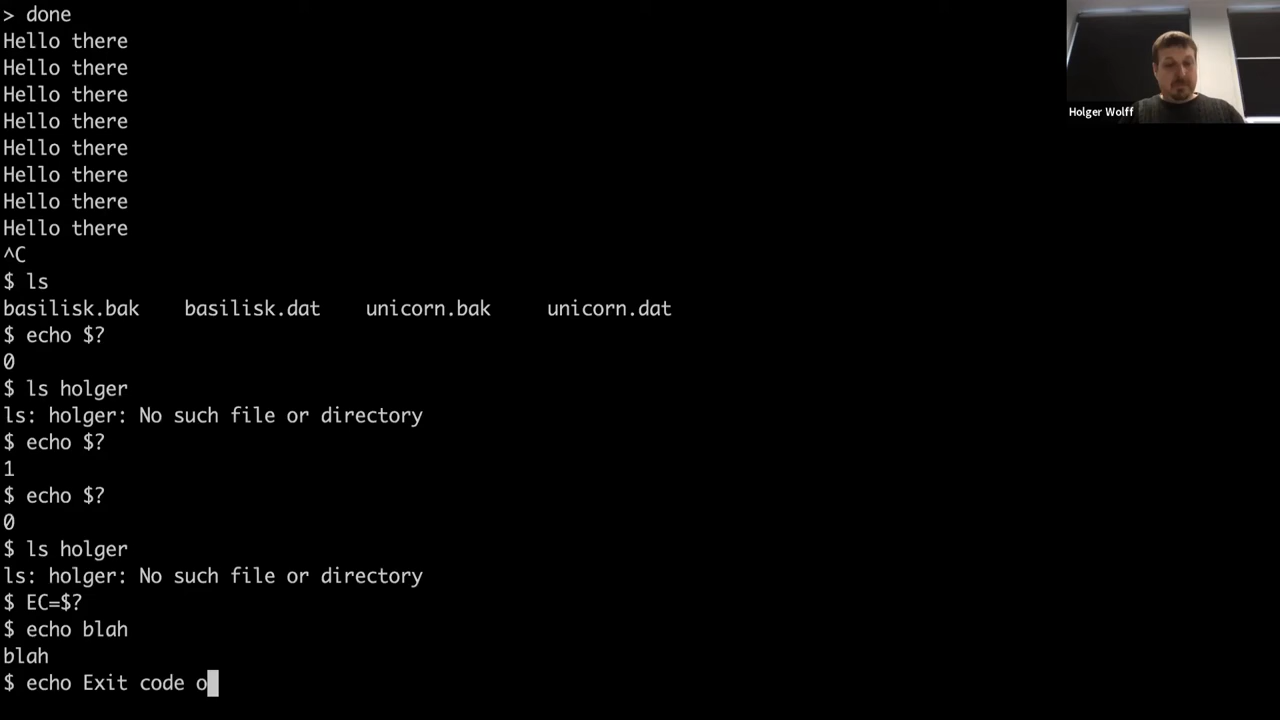 > done
Hello there
Hello there
Hello there
Hello there
Hello there
Hello there
Hello there
Hello there
^C
$ ls
basilisk.bak    basilisk.dat    unicorn.bak     unicorn.dat
$ echo $?
0
$ ls holger
ls: holger: No such file or directory
$ echo $?
1
$ echo $?
0
$ ls holger
ls: holger: No such file or directory
$ EC=$?
$ echo blah
blah
$ echo Exit code o
Holger Wolff